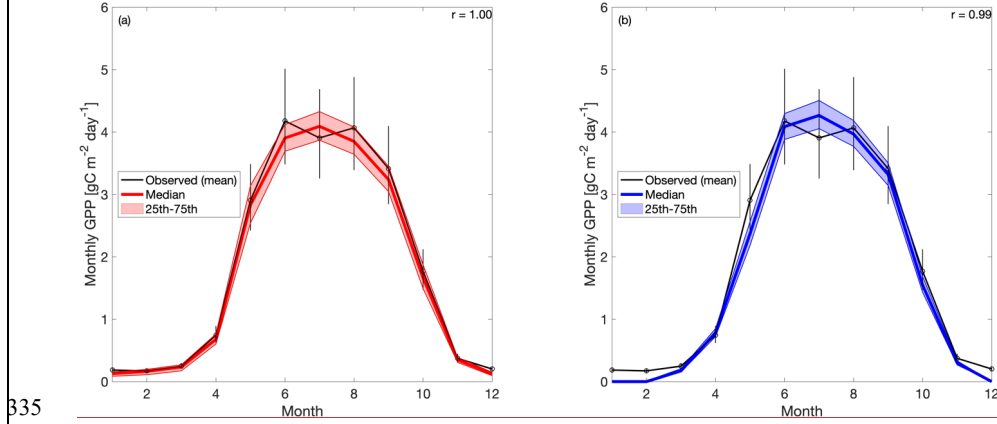 (a)
r = 1.00
6
5
4
3
2
1
0
Monthly GPP [gC m⁻² day⁻¹]
Observed (mean)
Median
25th-75th
2 4 6 8 10 12
Month
(b)
r = 0.99
6
5
4
3
2
1
0
Monthly GPP [gC m⁻² day⁻¹]
Observed (mean)
Median
25th-75th
2 4 6 8 10 12
Month
335